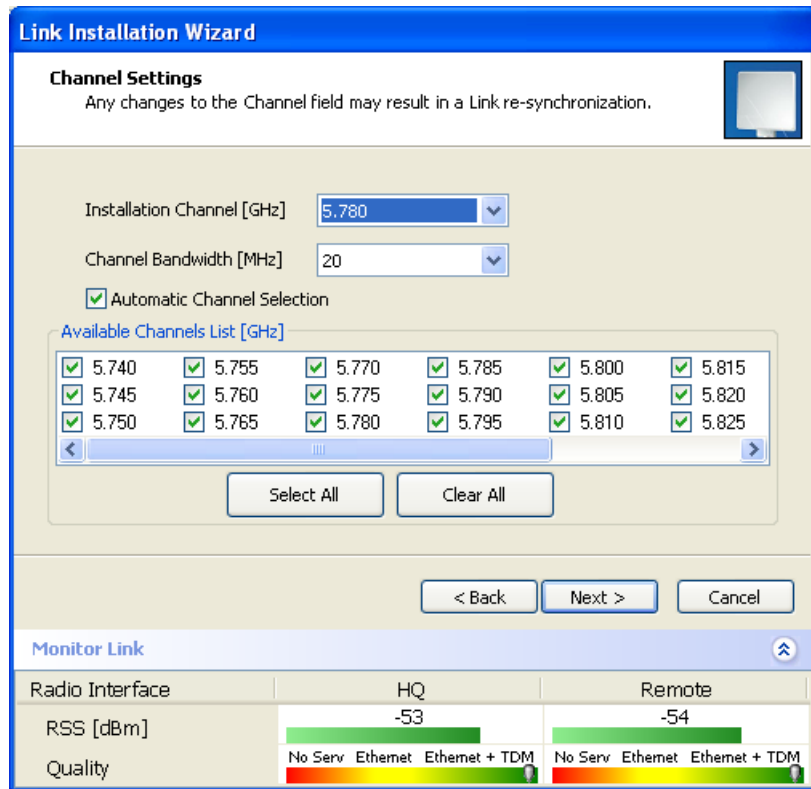 Link Installation Wizard
Channel Settings
Any changes to the Channel field may result in a Link re-synchronization.
Installation Channel [GHz] 5.780
Channel Bandwidth [MHz] 20
Automatic Channel Selection
Available Channels List [GHz]
5.740 5.755 5.770 5.785 5.800 5.815
5.745 5.760 5.775 5.790 5.805 5.820
5.750 5.765 5.780 5.795 5.810 5.825
Select All Clear All
< Back Next > Cancel
Monitor Link
Radio Interface HQ Remote
RSS [dBm] -53 -54
No Serv Ethernet Ethernet + TDM No Serv Ethernet Ethernet + TDM
Quality